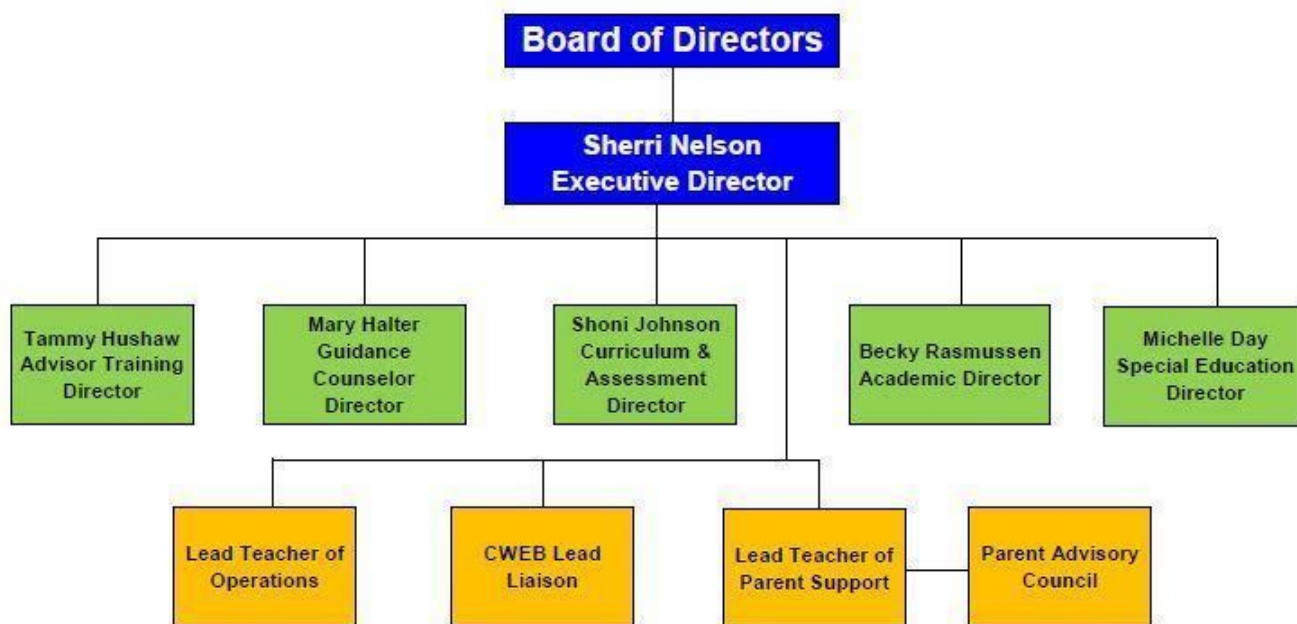 Board of Directors
Sherri Nelson
Executive Director
Tammy Hushaw
Advisor Training
Director
Mary Halter
Guidance
Counselor
Director
Shoni Johnson
Curriculum &
Assessment
Director
Becky Rasmussen
Academic Director
Michelle Day
Special Education
Director
Lead Teacher of
Operations
CWEB Lead
Liaison
Lead Teacher of
Parent Support
Parent Advisory
Council